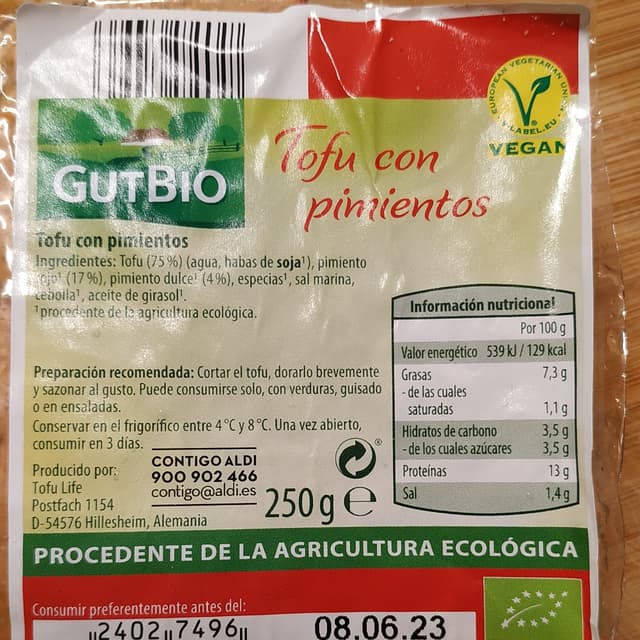 EUROPEAN VEGETARIAN UNION
V-LABEL.EU
VEGAN
GUTBIO
Tofu con
pimientos
Tofu con pimientos
Ingredientes: Tofu (75%) (agua, habas de soja¹), pimiento
rojo¹ (17%), pimiento dulce¹ (4%), especias¹, sal marina,
cebolla¹, aceite de girasol¹.
¹procedente de la agricultura ecológica.
Preparación recomendada: Cortar el tofu, dorarlo brevemente
y sazonar al gusto. Puede consumirse solo, con verduras, guisado
o en ensaladas.
Conservar en el frigorífico entre 4°C y 8°C. Una vez abierto,
consumir en 3 días.
Producido por:
Tofu Life
Postfach 1154
D-54576 Hillesheim, Alemania
CONTIGO ALDI
900 902 466
contigo@aldi.es
250 g e
Información nutricional
Por 100 g
Valor energético 539 kJ / 129 kcal
Grasas 7,3 g
- de las cuales
saturadas 1,1 g
Hidratos de carbono 3,5 g
- de los cuales azúcares 3,5 g
Proteínas 13 g
Sal 1,4 g
PROCEDENTE DE LA AGRICULTURA ECOLÓGICA
Consumir preferentemente antes del:
2402 7496
08.06.23